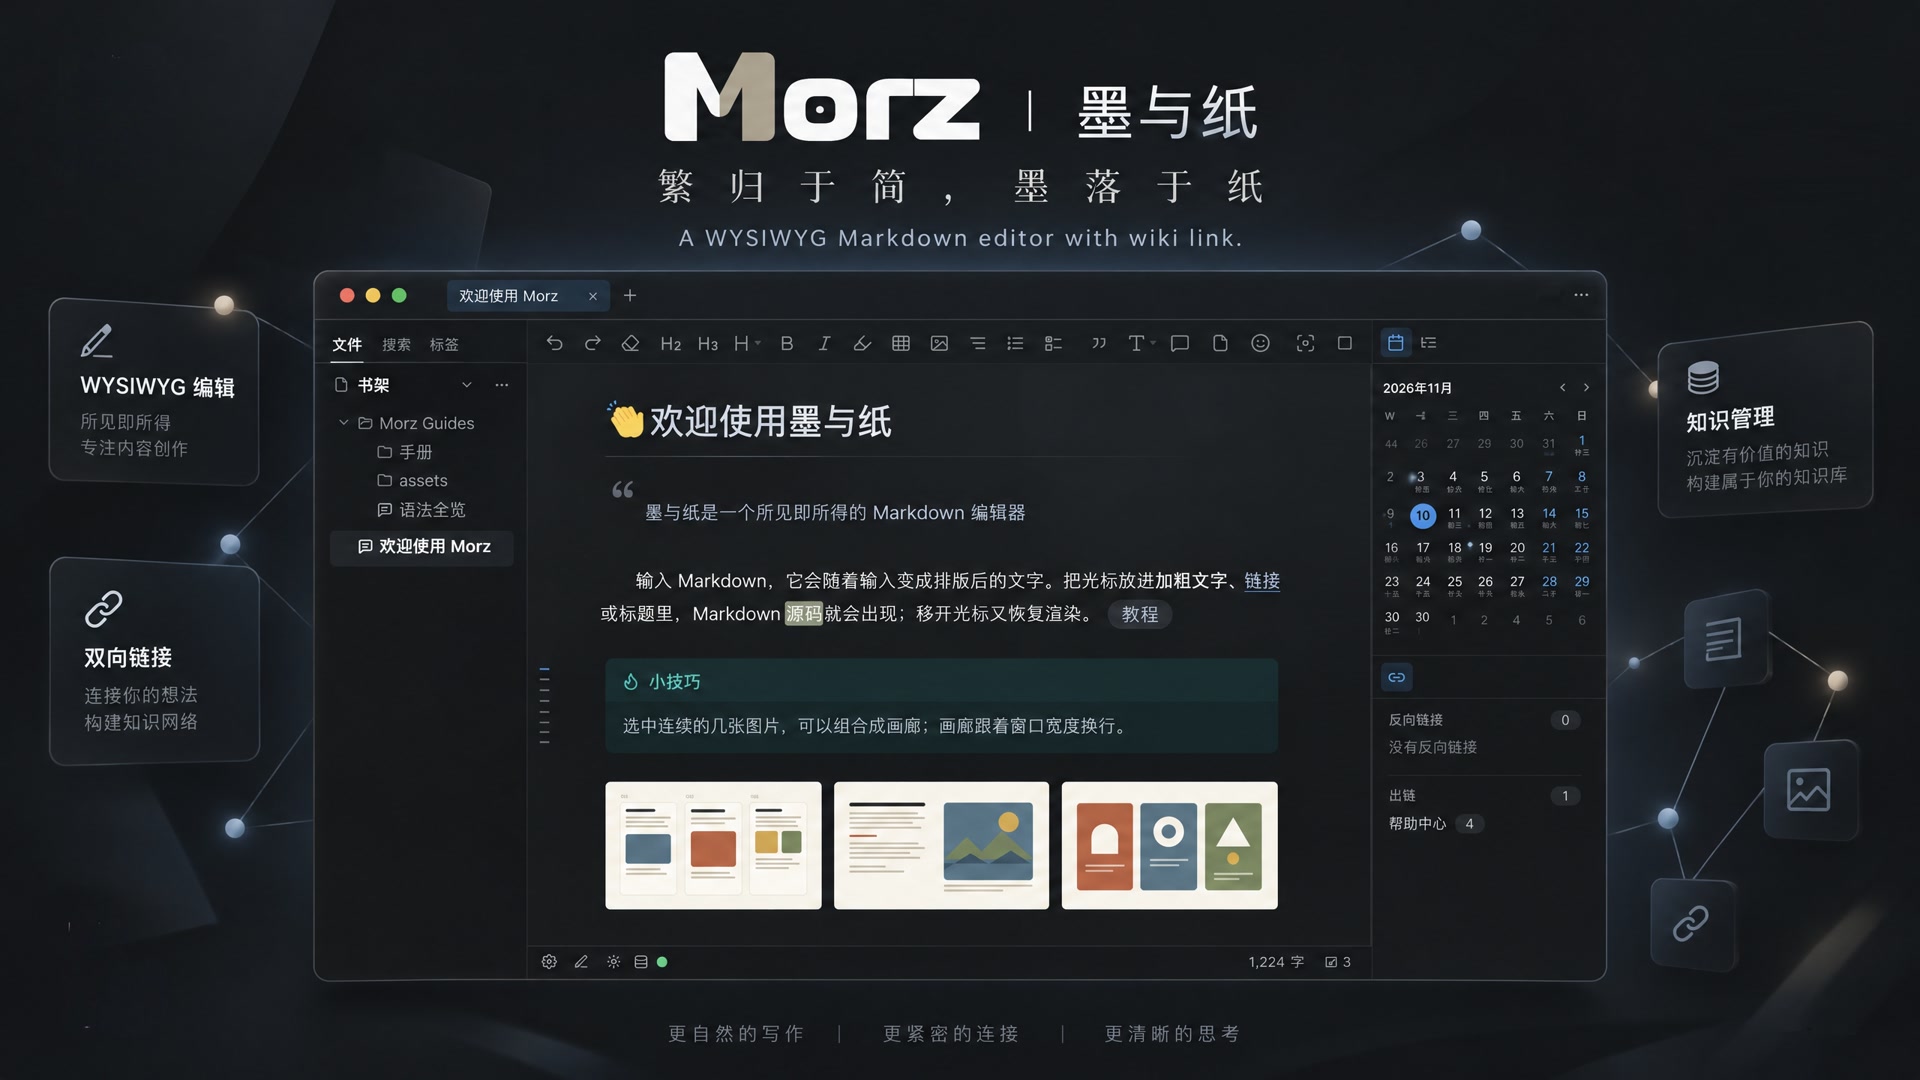 Morz | 墨与纸
繁归于简，墨落于纸
A WYSIWYG Markdown editor with wiki link.
WYSIWYG 编辑
所见即所得
专注内容创作
双向链接
连接你的想法
构建知识网络
欢迎使用 Morz
文件 搜索 标签
书架
Morz Guides
手册
assets
语法全览
欢迎使用 Morz
H2 H3 H B I T
👏欢迎使用墨与纸
墨与纸是一个所见即所得的 Markdown 编辑器
输入 Markdown，它会随着输入变成排版后的文字。把光标放进加粗文字、链接
或标题里，Markdown 源码就会出现；移开光标又恢复渲染。 教程
小技巧
选中连续的几张图片，可以组合成画廊；画廊跟着窗口宽度换行。
1,224 字 3
2026年11月
W 三 四 五 六 日
44 26 27 29 30 31 1
2 3 4 5 6 7 8
9 10 11 12 13 14 15
16 17 18 19 20 21 22
23 24 25 26 27 28 29
30 30 1 2 4 5 6
反向链接 0
没有反向链接
出链 1
帮助中心 4
知识管理
沉淀有价值的知识
构建属于你的知识库
更自然的写作 | 更紧密的连接 | 更清晰的思考